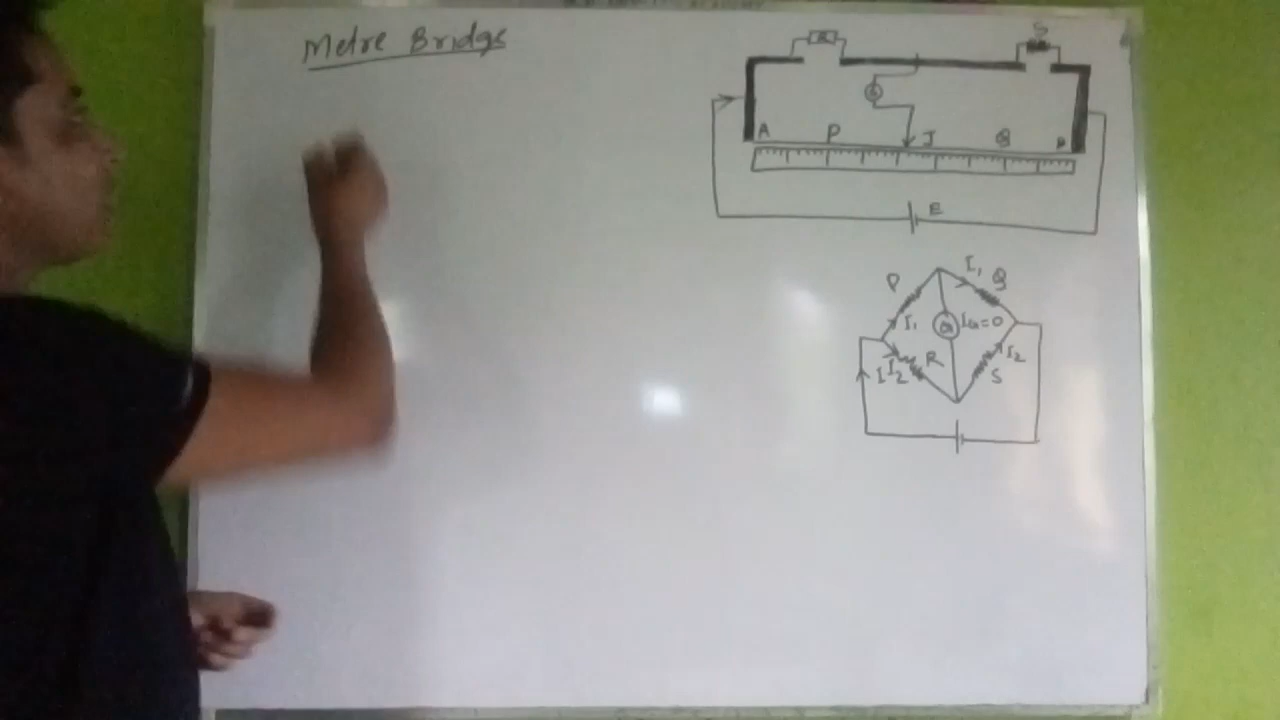 Metre Bridge
R
S
G
A P J Q B
E
I₁
P Q
I₁ G IG=0
I I₂ R S I₂